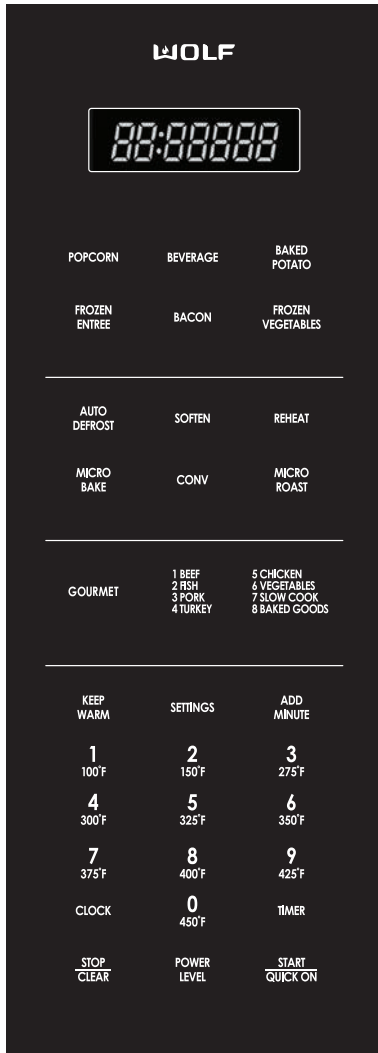 WOLF
88:88888
POPCORN BEVERAGE BAKED POTATO
FROZEN ENTREE BACON FROZEN VEGETABLES
AUTO DEFROST SOFTEN REHEAT
MICRO BAKE CONV MICRO ROAST
GOURMET
1 BEEF
2 FISH
3 PORK
4 TURKEY
5 CHICKEN
6 VEGETABLES
7 SLOW COOK
8 BAKED GOODS
KEEP WARM SETTINGS ADD MINUTE
1 2 3
100°F 150°F 275°F
4 5 6
300°F 325°F 350°F
7 8 9
375°F 400°F 425°F
CLOCK 0 TIMER
450°F
STOP POWER START
CLEAR LEVEL QUICK ON